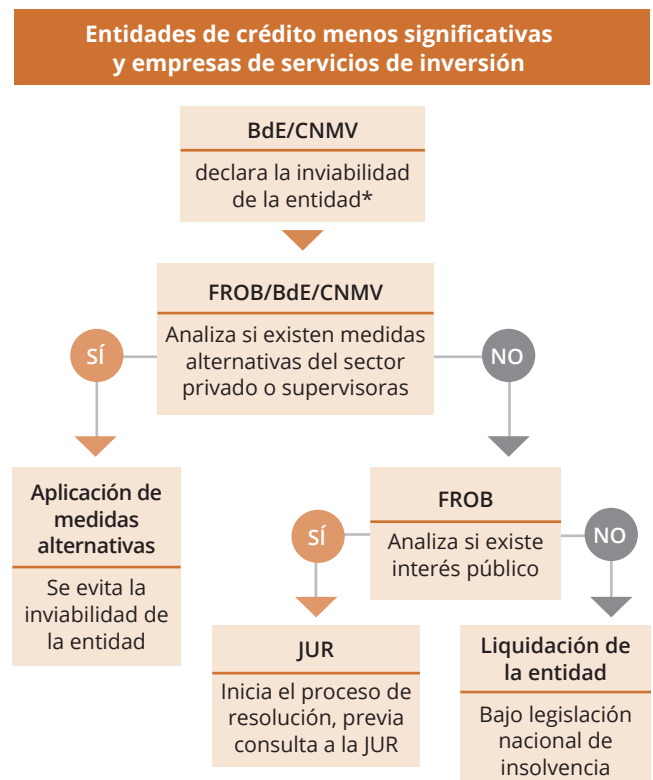 Entidades de crédito menos significativas
y empresas de servicios de inversión
BdE/CNMV
declara la inviabilidad
de la entidad*
FROB/BdE/CNMV
Analiza si existen medidas
alternativas del sector
privado o supervisoras
SÍ
NO
Aplicación de
medidas
alternativas
Se evita la
inviabilidad de
la entidad
FROB
Analiza si existe
interés público
SÍ
NO
JUR
Inicia el proceso de
resolución, previa
consulta a la JUR
Liquidación de
la entidad
Bajo legislación
nacional de
insolvencia